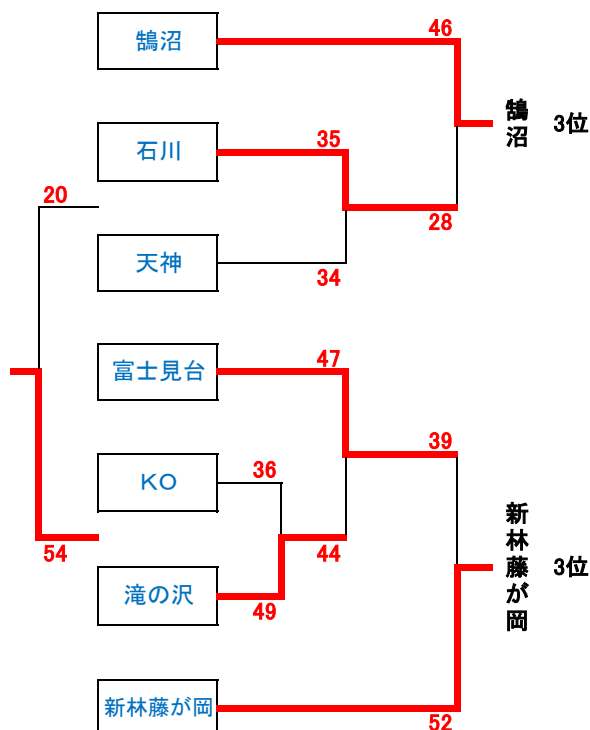 46
鵠沼
鵠沼 3位
35
石川
20
28
天神
34
47
富士見台
39
36
KO
新林藤が岡 3位
54
44
滝の沢
49
新林藤が岡
52